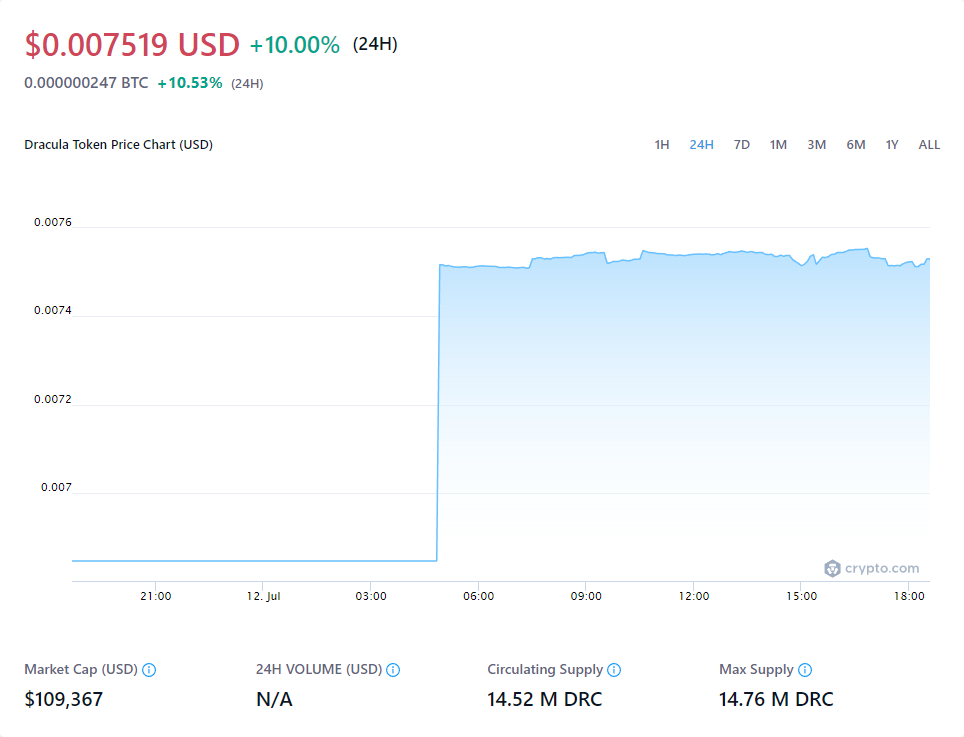 $0.007519 USD +10.00% (24H)
0.000000247 BTC +10.53% (24H)
Dracula Token Price Chart (USD) 1H 24H 7D 1M 3M 6M 1Y ALL
0.0076
0.0074
0.0072
0.007
crypto.com
21:00 12. Jul 03:00 06:00 09:00 12:00 15:00 18:00
Market Cap (USD) 24H VOLUME (USD) Circulating Supply Max Supply
$109,367 N/A 14.52 M DRC 14.76 M DRC